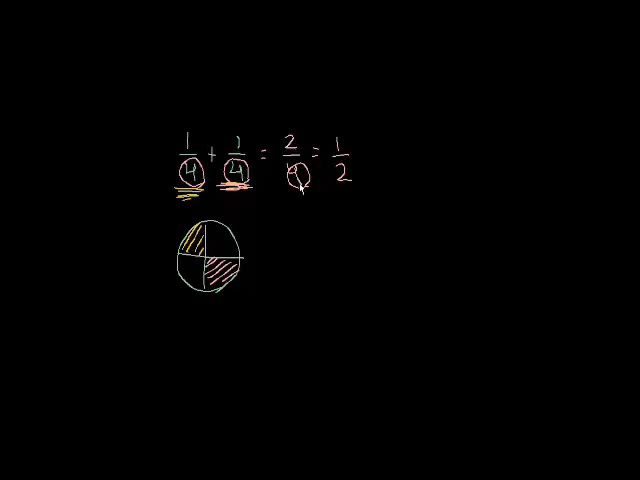 1/4 + 1/4 = 2/4 = 1/2